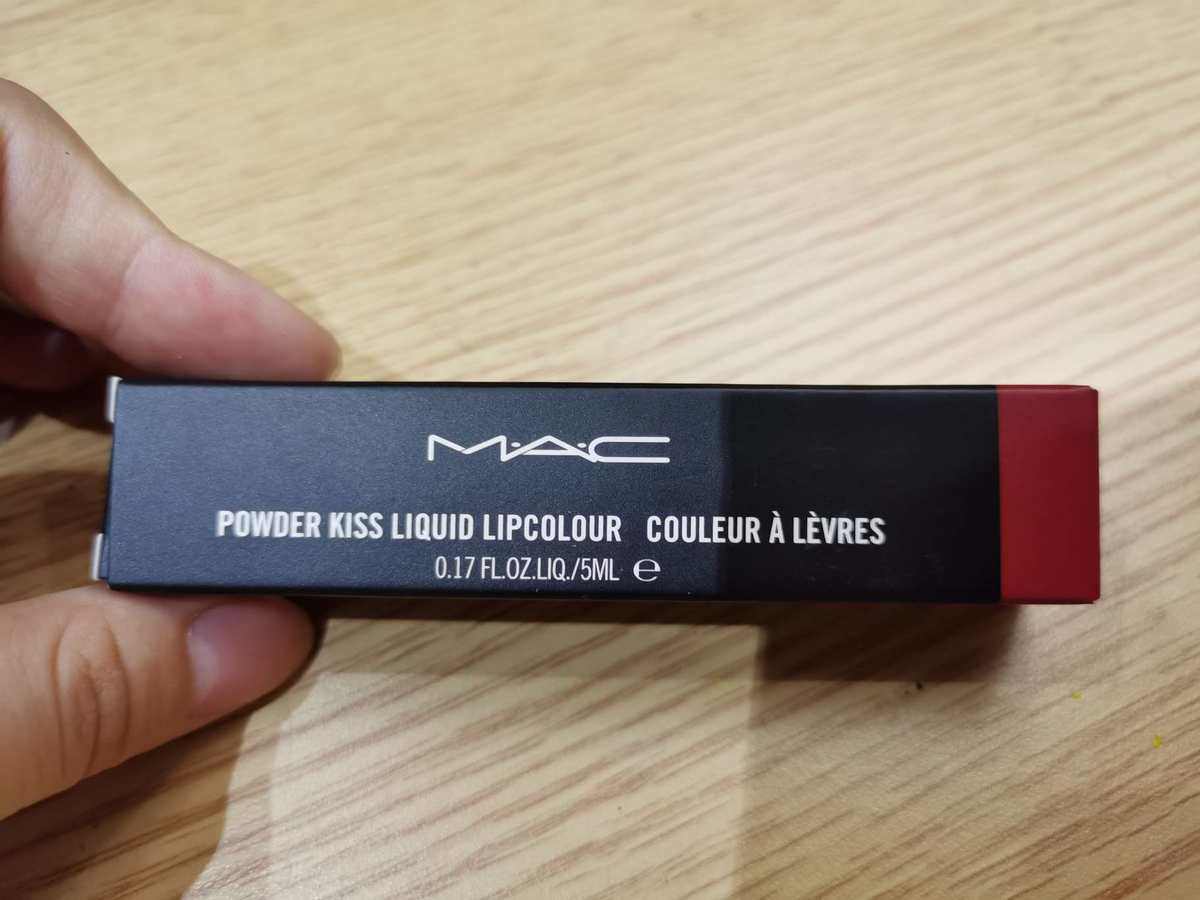 M·A·C
POWDER KISS LIQUID LIPCOLOUR COULEUR À LÈVRES
0.17 FL.OZ.LIQ./5ML ℮